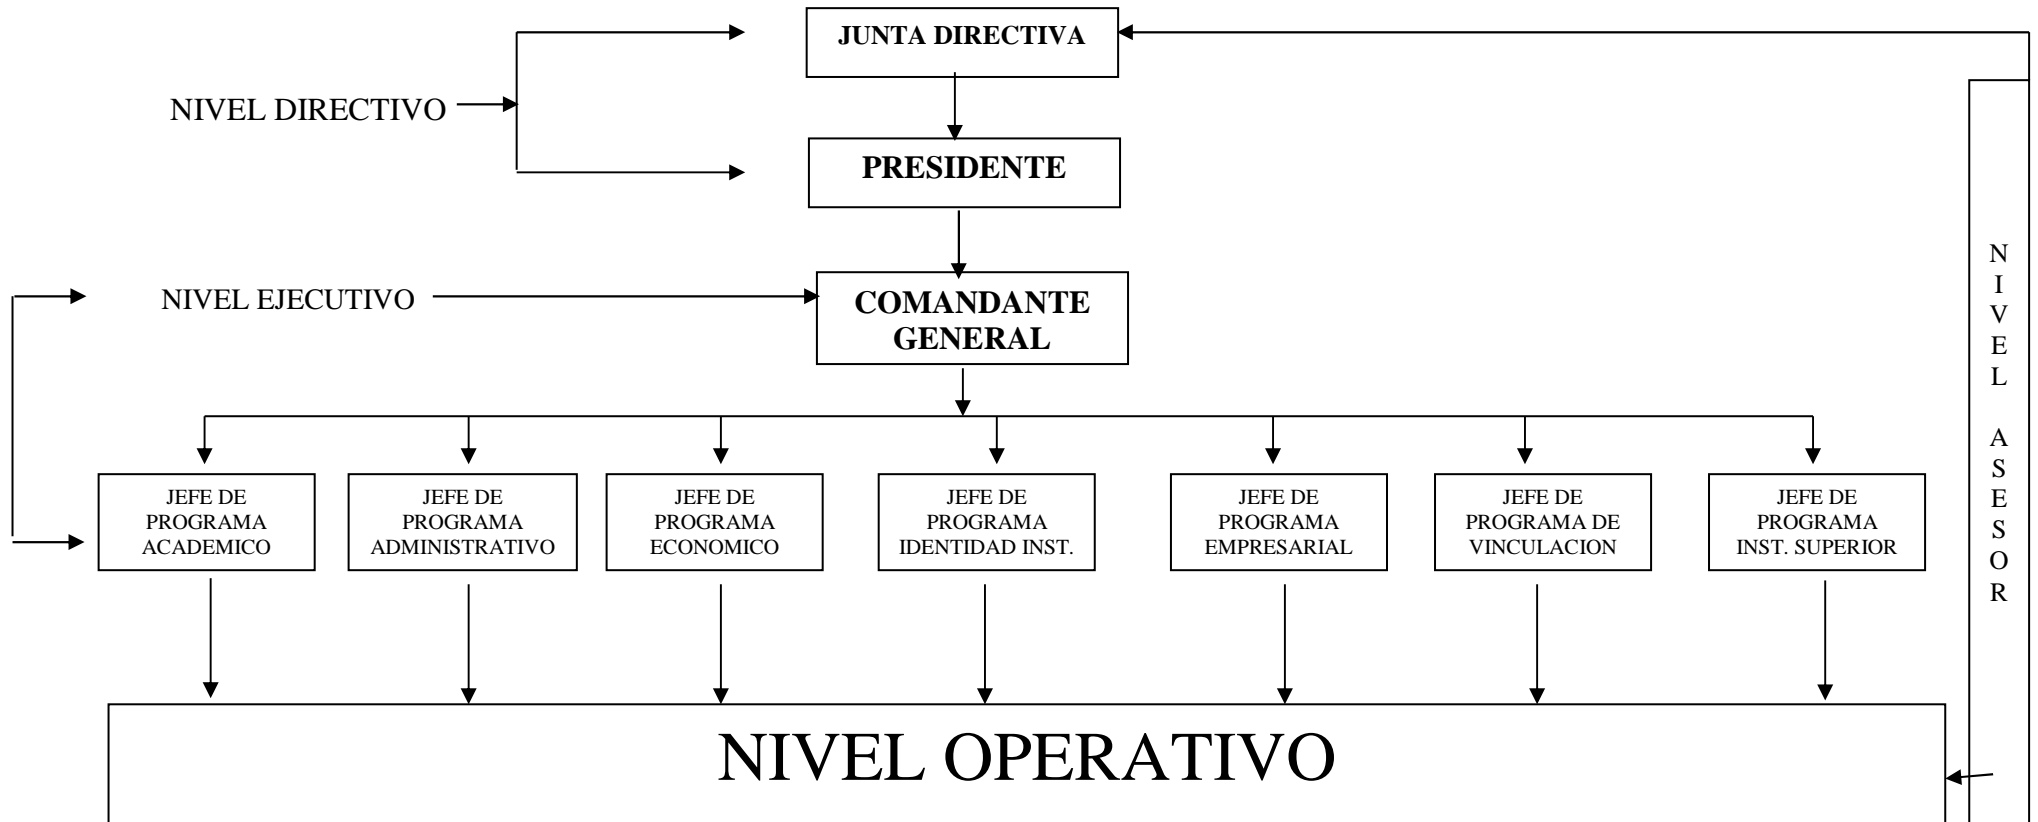 JUNTA DIRECTIVA
NIVEL DIRECTIVO
PRESIDENTE
NIVEL EJECUTIVO
COMANDANTE
GENERAL
JEFE DE
PROGRAMA
ACADEMICO
JEFE DE
PROGRAMA
ADMINISTRATIVO
JEFE DE
PROGRAMA
ECONOMICO
JEFE DE
PROGRAMA
IDENTIDAD INST.
JEFE DE
PROGRAMA
EMPRESARIAL
JEFE DE
PROGRAMA DE
VINCULACION
JEFE DE
PROGRAMA
INST. SUPERIOR
NIVEL ASESOR
NIVEL OPERATIVO